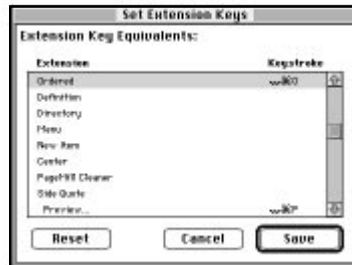 Set Extension Keys
Extension Key Equivalents:
Extension Keystroke
Ordered
Definition
Directory
Menu
New Item
Center
PageMill Cleaner
Side Quote
Preview... ⌘P
Reset Cancel Save